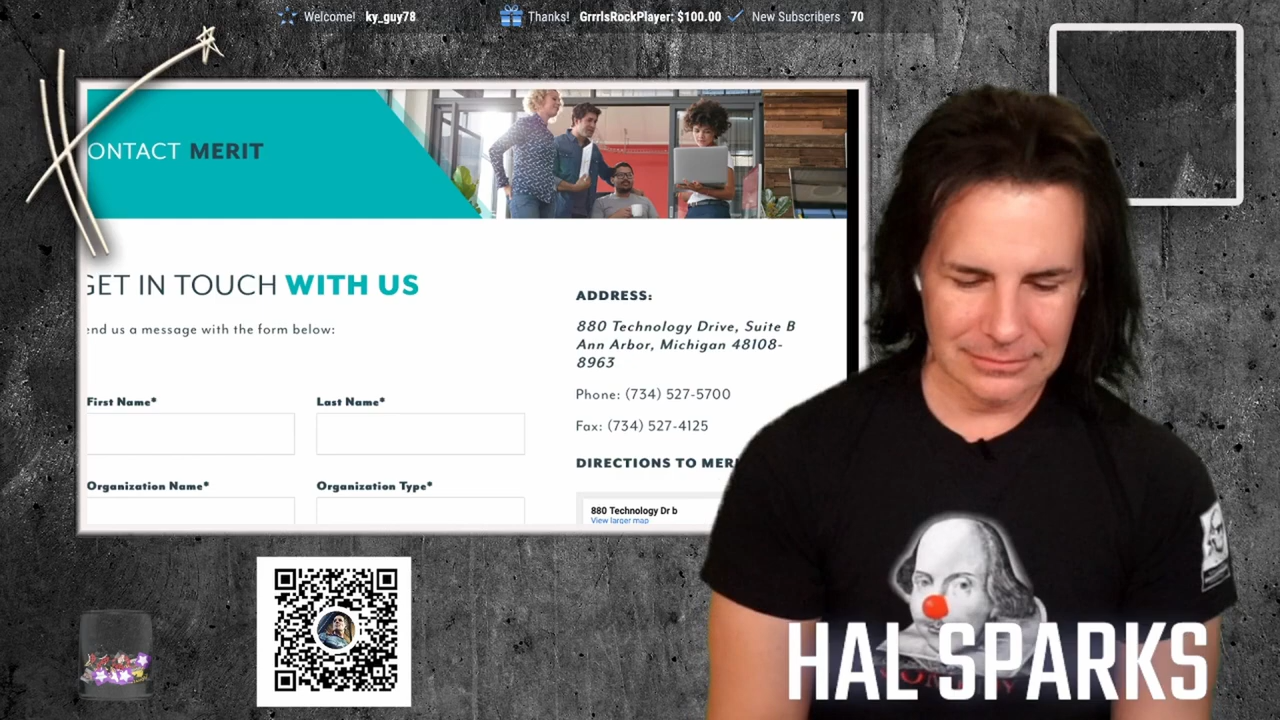 Welcome! ky_guy78
Thanks! GrrrlsRockPlayer: $100.00
New Subscribers 70
ONTACT MERIT
GET IN TOUCH WITH US
end us a message with the form below:
First Name*
Last Name*
Organization Name*
Organization Type*
ADDRESS:
880 Technology Drive, Suite B
Ann Arbor, Michigan 48108-
8963
Phone: (734) 527-5700
Fax: (734) 527-4125
DIRECTIONS TO MERI
880 Technology Dr b
View larger map
HAL SPARKS